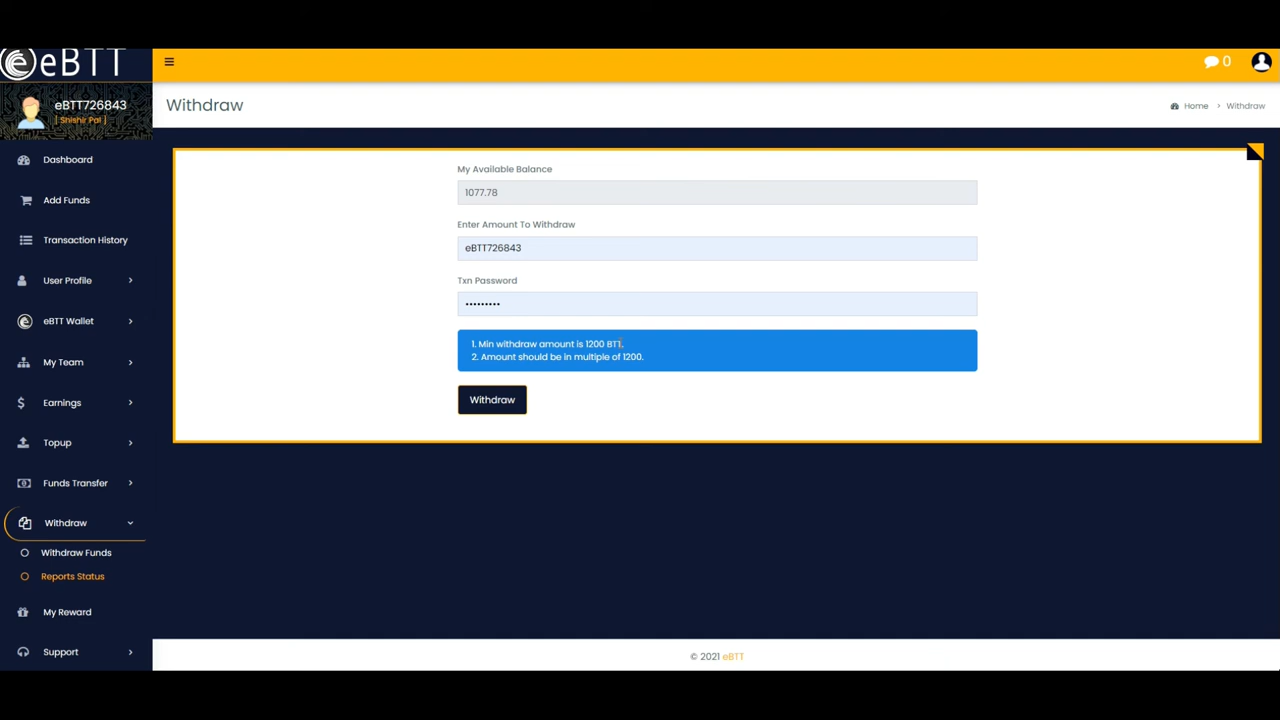 eBTT
0
eBTT726843
[ Shishir Pal ]
Withdraw
Home > Withdraw
Dashboard
Add Funds
Transaction History
User Profile
eBTT Wallet
My Team
Earnings
Topup
Funds Transfer
Withdraw
Withdraw Funds
Reports Status
My Reward
Support
My Available Balance
1077.78
Enter Amount To Withdraw
eBTT726843
Txn Password
•••••••••
1. Min withdraw amount is 1200 BTT.
2. Amount should be in multiple of 1200.
Withdraw
© 2021 eBTT